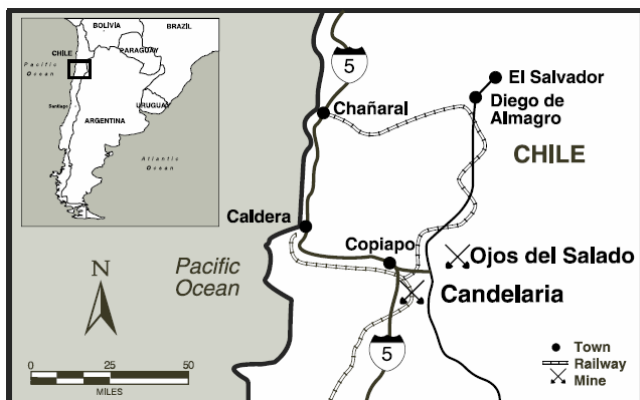 BOLIVIA
BRAZIL
CHILE
PARAGUAY
Pacific
Ocean
Santiago
URUGUAY
ARGENTINA
Atlantic
Ocean
5
El Salvador
Diego de
Almagro
Chañaral
CHILE
Caldera
Copiapo
Ojos del Salado
Pacific
Ocean
Candelaria
N
5
0 25 50
MILES
Town
Railway
Mine